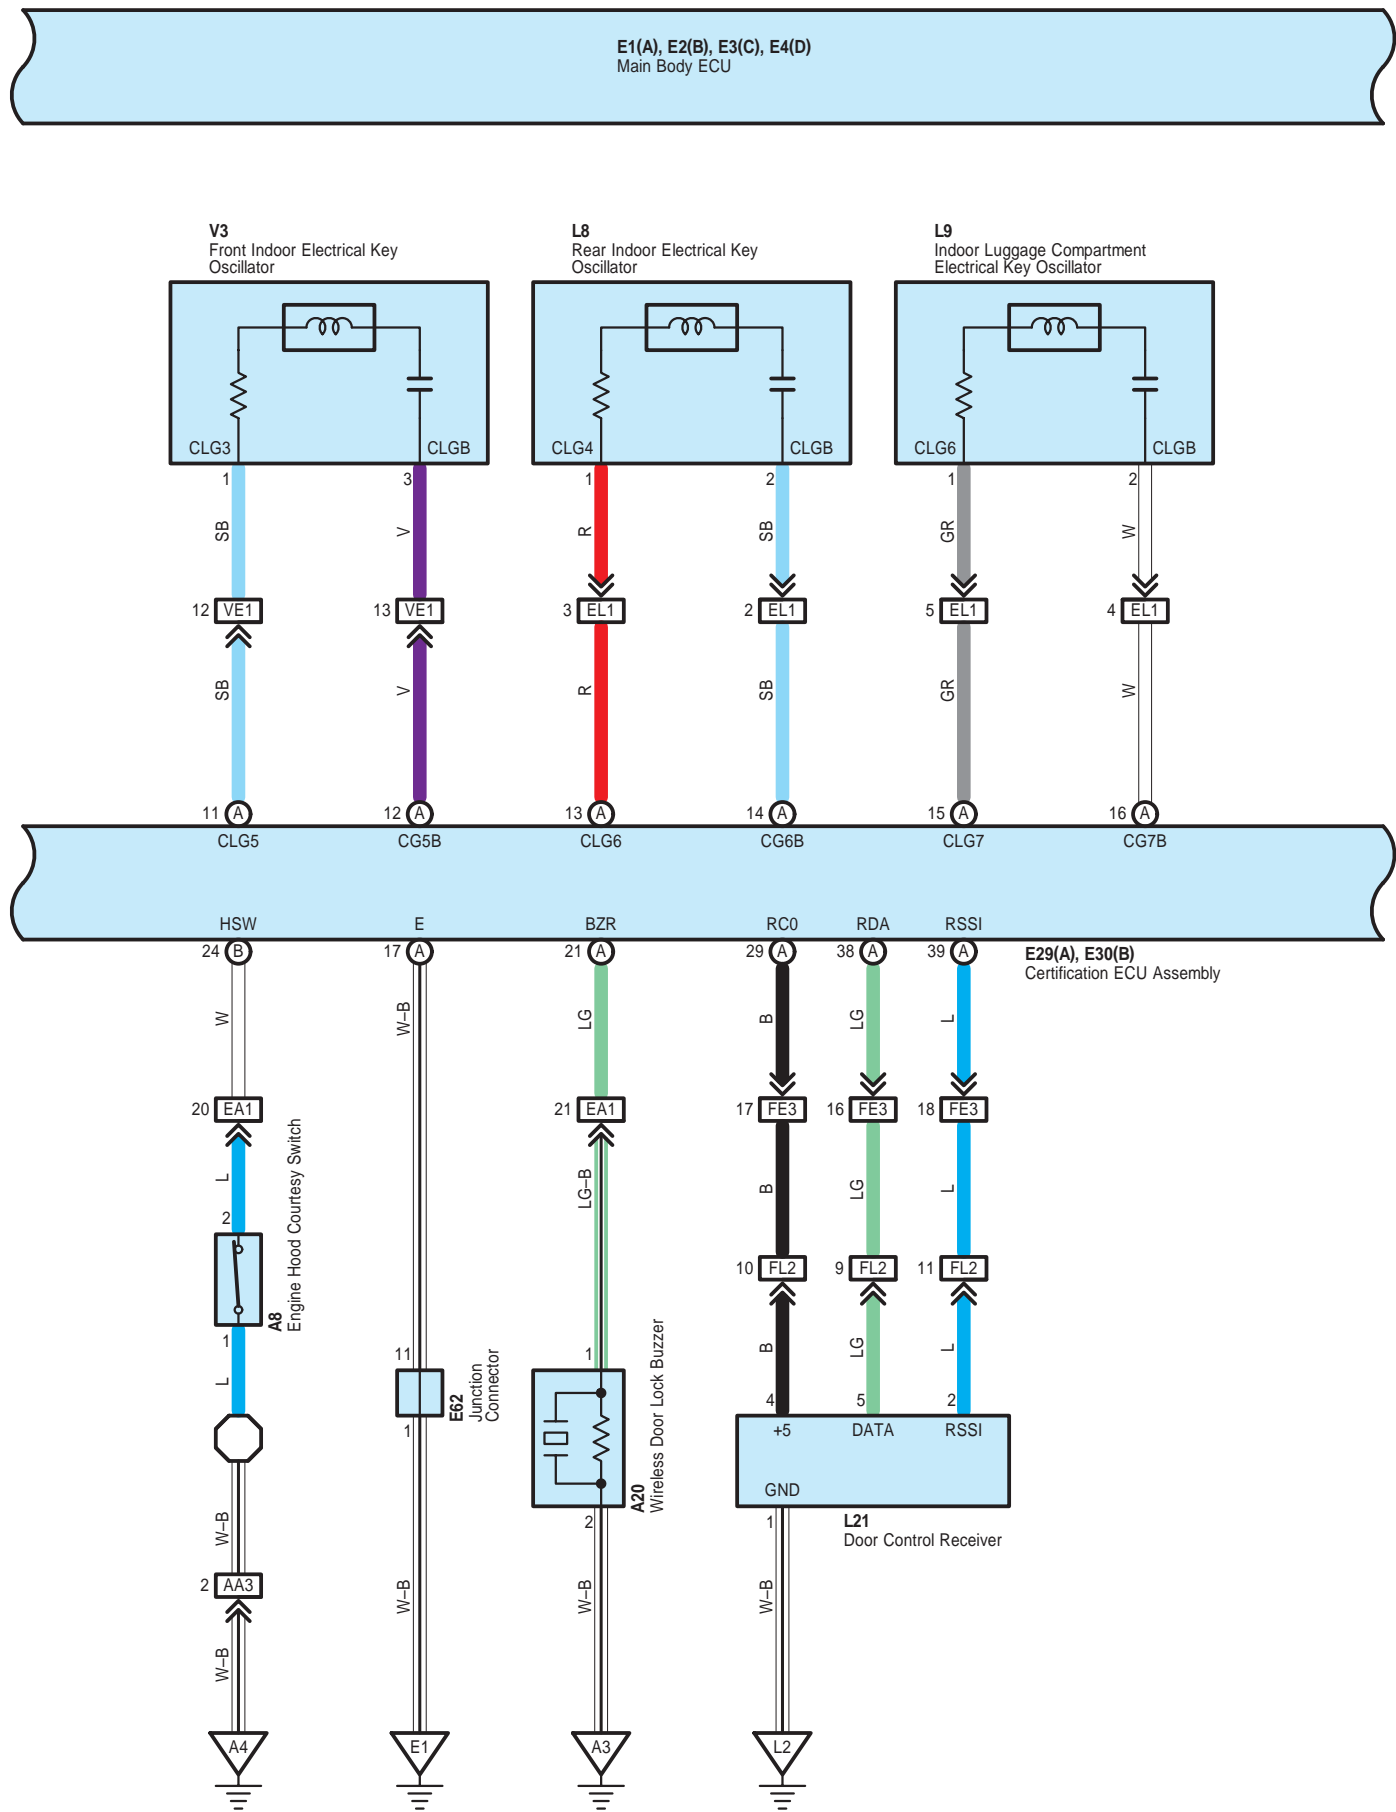 E1(A), E2(B), E3(C), E4(D)
Main Body ECU
V3
Front Indoor Electrical Key
Oscillator
L8
Rear Indoor Electrical Key
Oscillator
L9
Indoor Luggage Compartment
Electrical Key Oscillator
CLG3 CLGB CLG4 CLGB CLG6 CLGB
1 3 1 2 1 2
SB V R SB GR W
12 VE1 13 VE1 3 EL1 2 EL1 5 EL1 4 EL1
SB V R SB GR W
11 A 12 A 13 A 14 A 15 A 16 A
CLG5 CG5B CLG6 CG6B CLG7 CG7B
HSW E BZR RC0 RDA RSSI
24 B 17 A 21 A 29 A 38 A 39 A
E29(A), E30(B)
Certification ECU Assembly
W W–B LG B LG L
20 EA1 21 EA1 17 FE3 16 FE3 18 FE3
L LG–B B LG L
2
A8
Engine Hood Courtesy Switch
10 FL2 9 FL2 11 FL2
1 11 1
L B LG L
E62
Junction
Connector
A20
Wireless Door Lock Buzzer
4 5 2
1
+5 DATA RSSI
GND
2 1
L21
Door Control Receiver
W–B
2 AA3
W–B W–B W–B
W–B
A4 E1 A3 L2